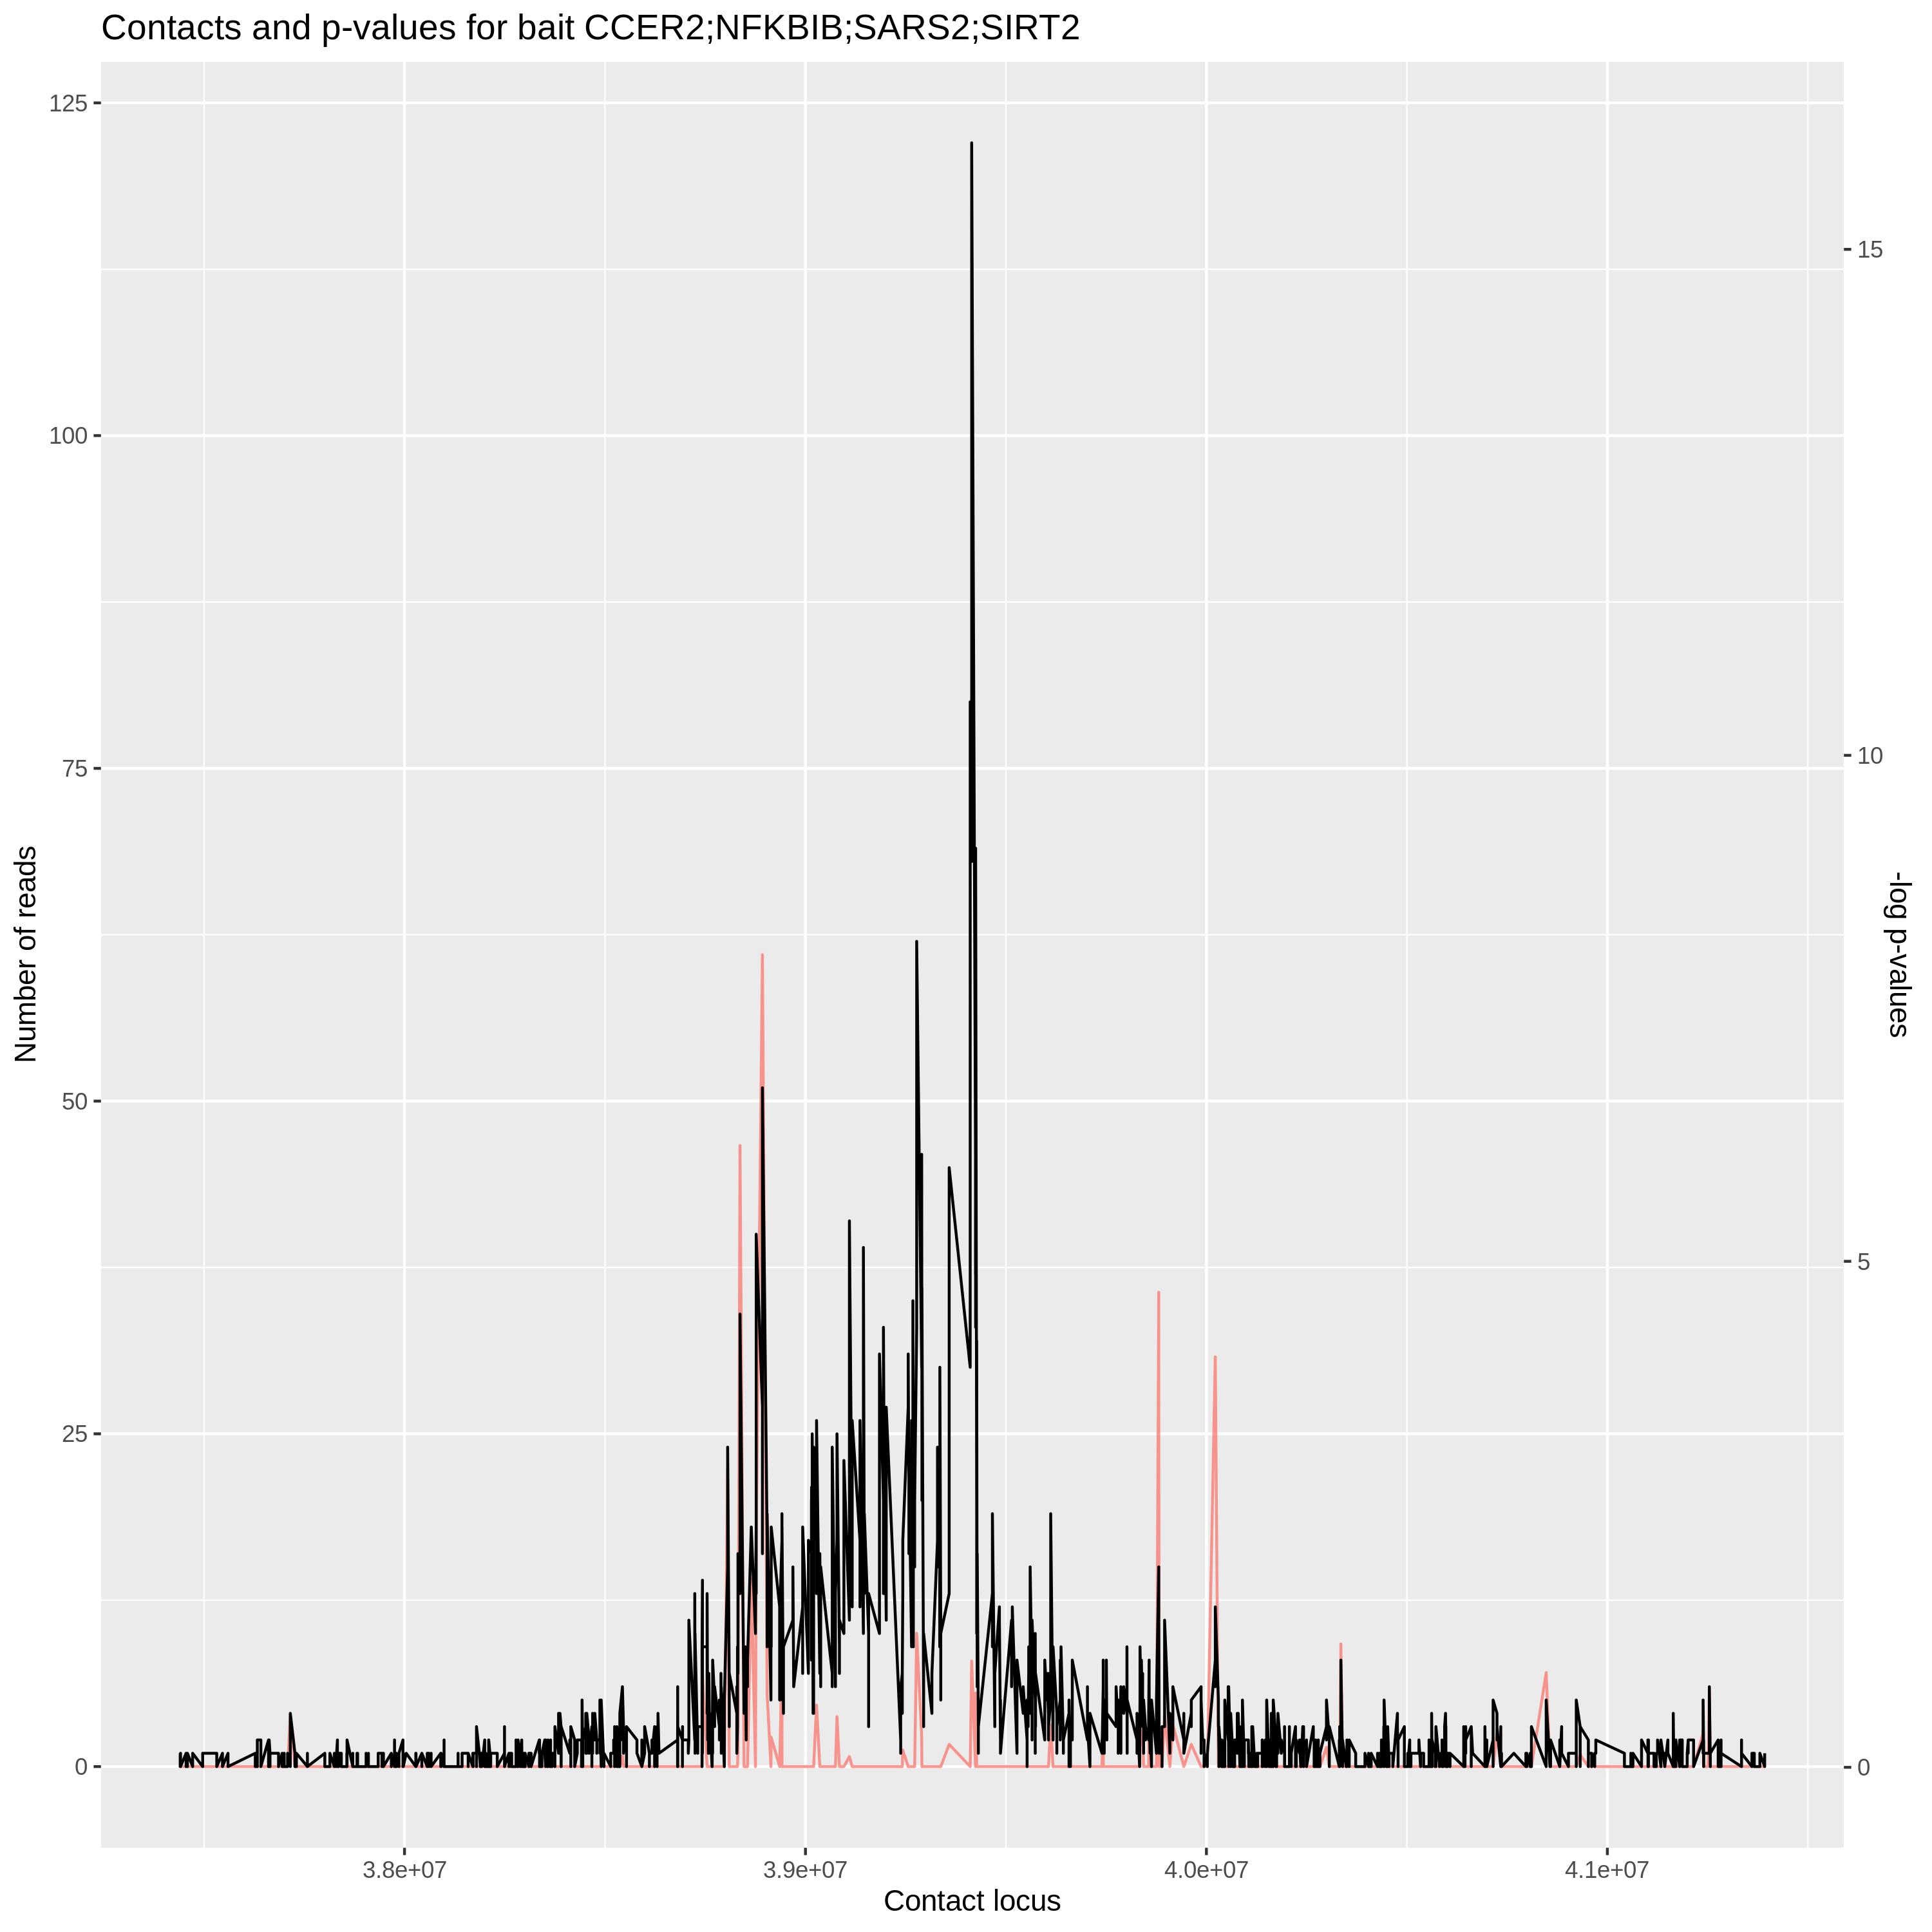 Contacts and p-values for bait CCER2;NFKBIB;SARS2;SIRT2
125
100
75
50
25
0
Number of reads
15
10
5
0
-log p-values
3.8e+07
3.9e+07
4.0e+07
4.1e+07
Contact locus